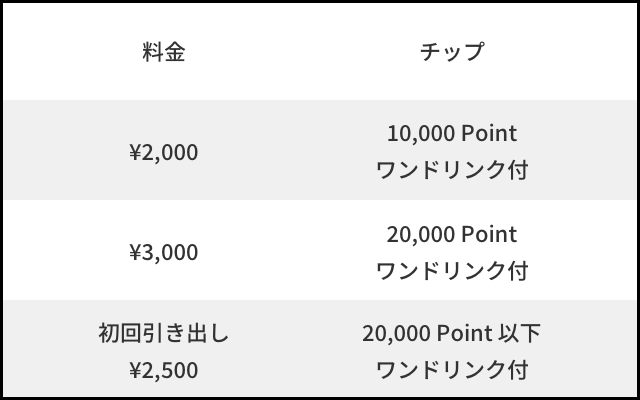 料金
チップ
¥2,000
10,000 Point
ワンドリンク付
¥3,000
20,000 Point
ワンドリンク付
初回引き出し
¥2,500
20,000 Point 以下
ワンドリンク付